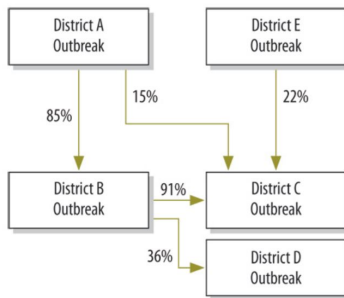 District A
Outbreak
District E
Outbreak
85%
15%
22%
District B
Outbreak
91%
District C
Outbreak
36%
District D
Outbreak